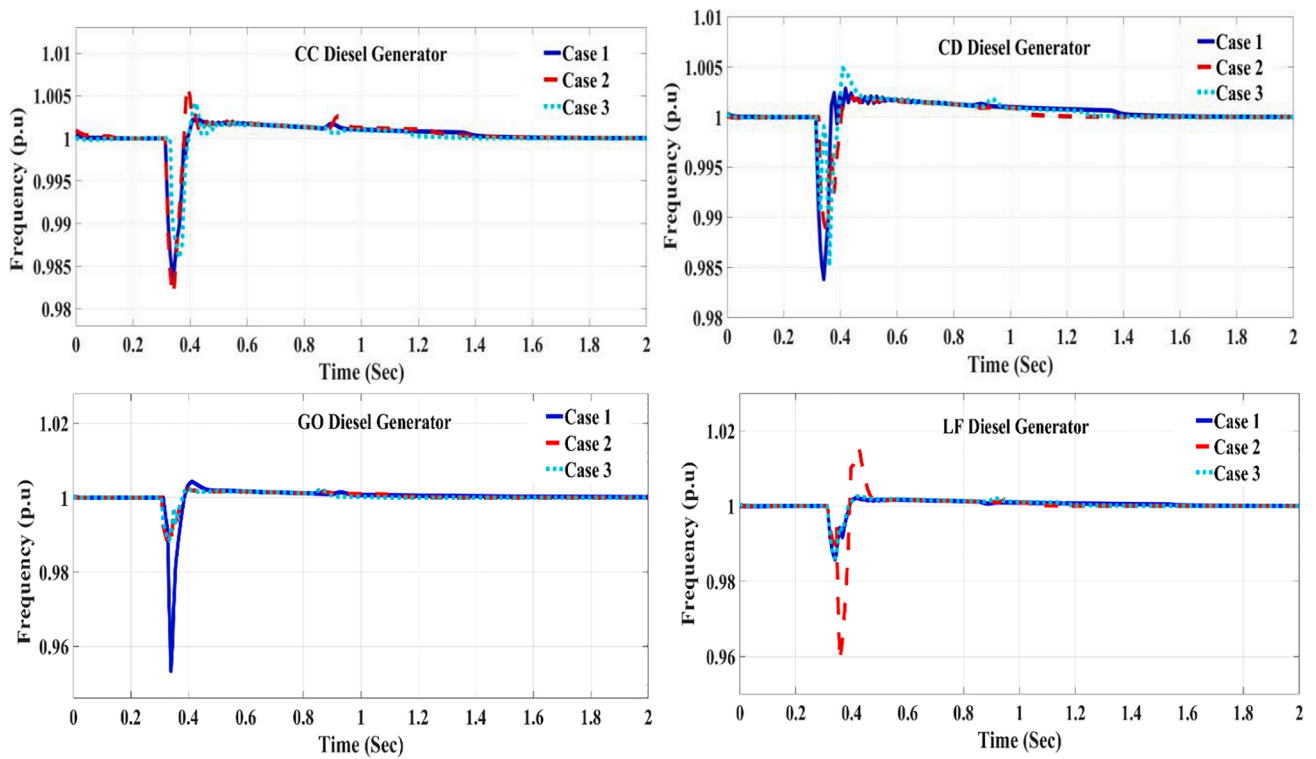 CC Diesel Generator
Case 1
Case 2
Case 3
1.01
1.005
1
0.995
0.99
0.985
0.98
Frequency (p.u)
0 0.2 0.4 0.6 0.8 1 1.2 1.4 1.6 1.8 2
Time (Sec)
CD Diesel Generator
Case 1
Case 2
Case 3
1.01
1.005
1
0.995
0.99
0.985
0.98
Frequency (p.u)
0 0.2 0.4 0.6 0.8 1 1.2 1.4 1.6 1.8 2
Time (Sec)
GO Diesel Generator
Case 1
Case 2
Case 3
1.02
1
0.98
0.96
Frequency (p.u)
0 0.2 0.4 0.6 0.8 1 1.2 1.4 1.6 1.8 2
Time (Sec)
LF Diesel Generator
Case 1
Case 2
Case 3
1.02
1
0.98
0.96
Frequency (p.u)
0 0.2 0.4 0.6 0.8 1 1.2 1.4 1.6 1.8 2
Time (Sec)